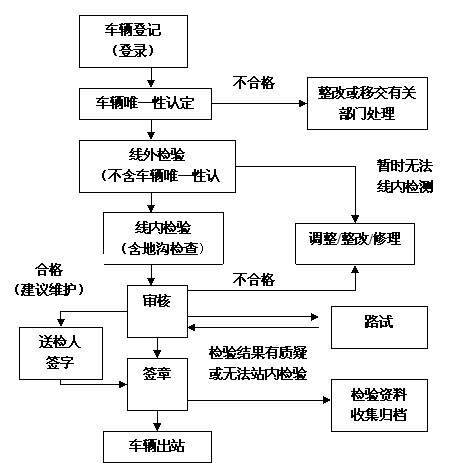 车辆登记
（登录）
不合格
车辆唯一性认定
整改或移交有关
部门处理
线外检验
（不含车辆唯一性认
暂时无法
线内检测
线内检验
（含地沟检查）
调整/整改/修理
合格
（建议维护）
不合格
审核
路试
送检人
签字
检验结果有质疑
或无法站内检验
签章
检验资料
收集归档
车辆出站